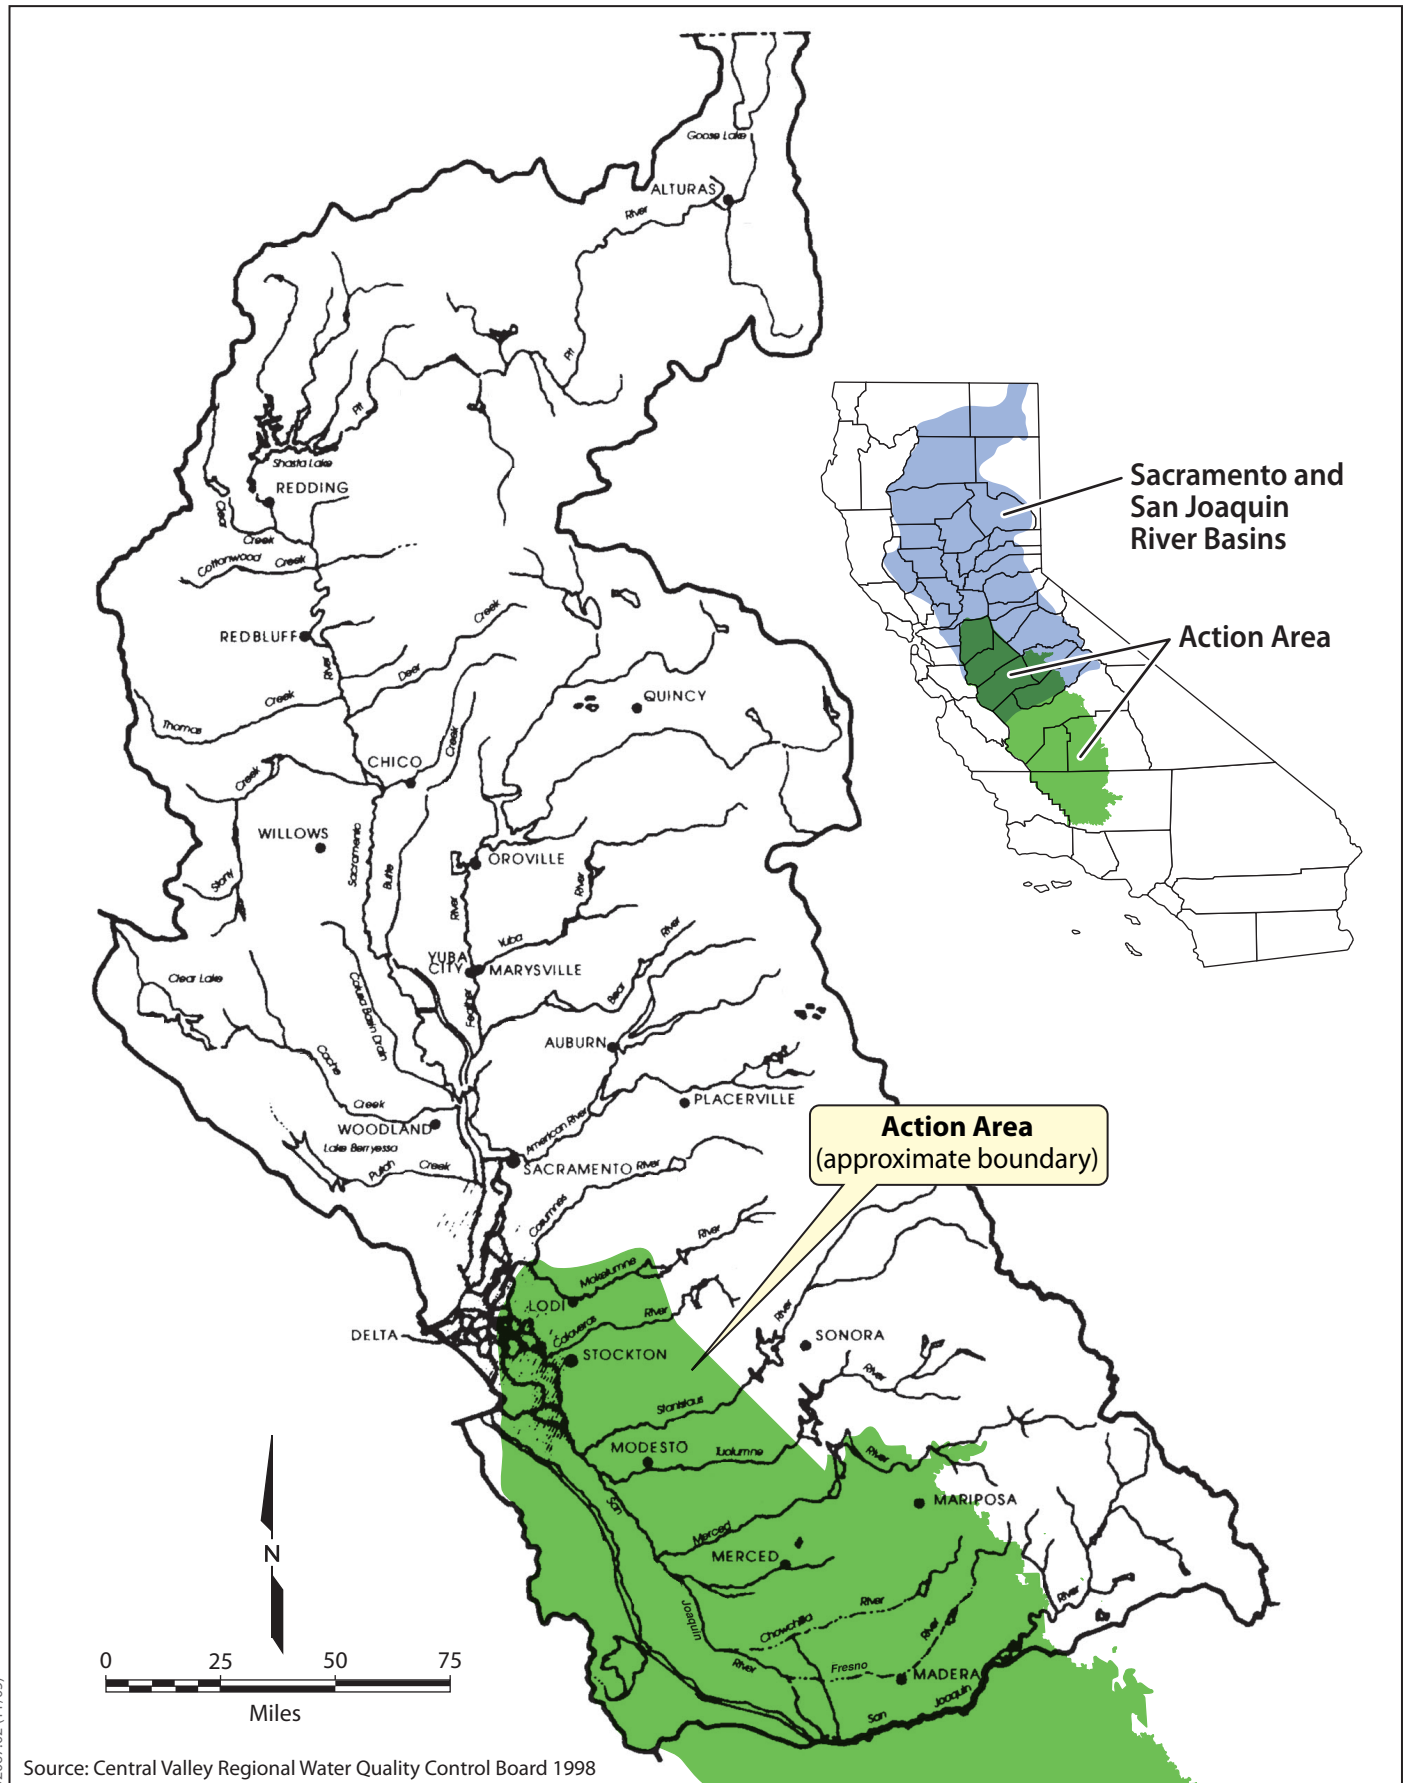 Goose Lake
ALTURAS
River
Pit
Pit
Shasta Lake
REDDING
Clear
Creek
Cottonwood Creek
Sacramento and
San Joaquin
River Basins
Action Area
REDBLUFF
River
Creek
Deer
Creek
Thomas
QUINCY
CHICO
Creek
Creek
WILLOWS
Sacramento
Butte
OROVILLE
Stony
River
River
Yuba
River
YUBA
CITY
MARYSVILLE
Clear Lake
Colusa Basin Drain
Feather
Bear
AUBURN
Cache
Creek
PLACERVILLE
WOODLAND
American River
Lake Berryessa
Putah Creek
SACRAMENTO
River
Cosumnes
Action Area
(approximate boundary)
River
Mokelumne
LODI
River
Calaveras
River
DELTA
STOCKTON
SONORA
River
Stanislaus
MODESTO
Tuolumne
River
San
MARIPOSA
Merced
MERCED
Joaquin
River
Chowchilla
River
River
River
Fresno
MADERA
San
Joaquin
N
0 25 50 75
Miles
Source: Central Valley Regional Water Quality Control Board 1998